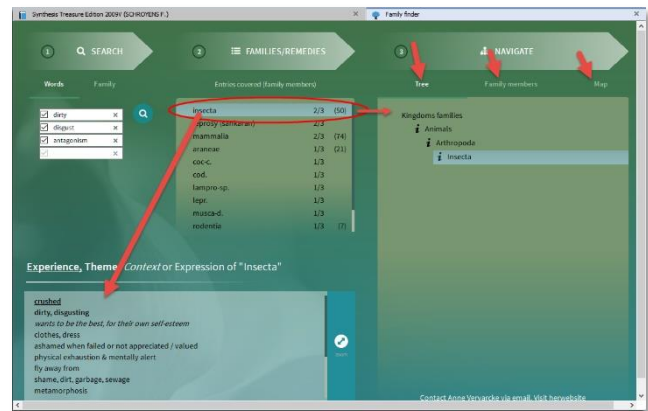 Synthesis Treasure Edition 2009V (SCHROYENS F.)
Family finder
1 SEARCH
2 FAMILIES/REMEDIES
3 NAVIGATE
Words Family
Entries covered (family members)
Tree Family members Map
dirty
disgust
antagonism
insecta 2/3 (50)
leprosy (sankaran) 2/3
mammalia 2/3 (74)
araneae 1/3 (21)
coc-c. 1/3
cod. 1/3
lampro-sp. 1/3
lepr. 1/3
musca-d. 1/3
rodentia 1/3 (7)
Kingdoms families
Animals
Arthropoda
Insecta
Experience, Theme, Context or Expression of "Insecta"
crushed
dirty, disgusting
wants to be the best, for their own self-esteem
clothes, dress
ashamed when failed or not appreciated / valued
physical exhaustion & mentally alert
fly away from
shame, dirt, garbage, sewage
metamorphosis
Contact Anne Vervarcke via email. Visit herwebsite